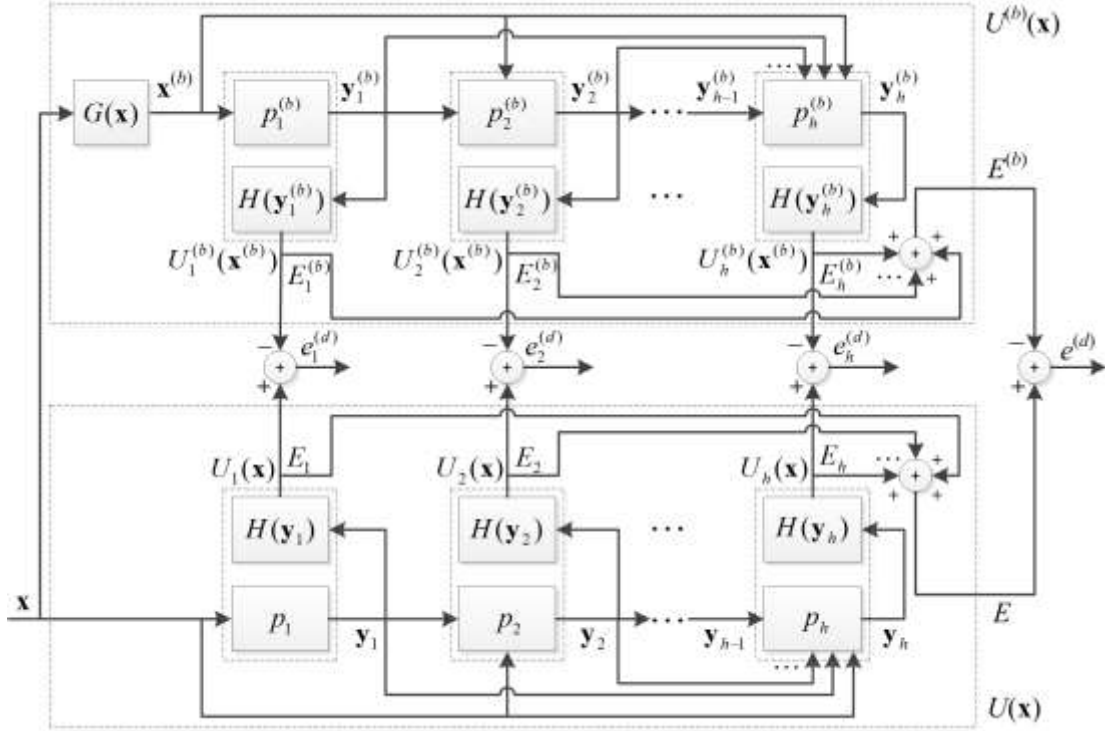 U^{(b)}(𝐱)
𝐱^{(b)} 𝐲_1^{(b)} 𝐲_2^{(b)} ... 𝐲_{h-1}^{(b)} ... 𝐲_h^{(b)}
G(𝐱) p_1^{(b)} p_2^{(b)} ... p_h^{(b)}
E^{(b)}
H(𝐲_1^{(b)}) H(𝐲_2^{(b)}) ... H(𝐲_h^{(b)})
+ + +
U_1^{(b)}(𝐱^{(b)}) E_1^{(b)} U_2^{(b)}(𝐱^{(b)}) E_2^{(b)} U_h^{(b)}(𝐱^{(b)}) E_h^{(b)} ... +
− e_1^{(d)} − e_2^{(d)} − e_h^{(d)} − e^{(d)}
+ + + +
+ + + +
U_1(𝐱) E_1 U_2(𝐱) E_2 U_h(𝐱) E_h ... + +
+ +
H(𝐲_1) H(𝐲_2) ... H(𝐲_h)
𝐱 p_1 p_2 ... p_h E
𝐲_1 𝐲_2 𝐲_{h-1} 𝐲_h
...
U(𝐱)